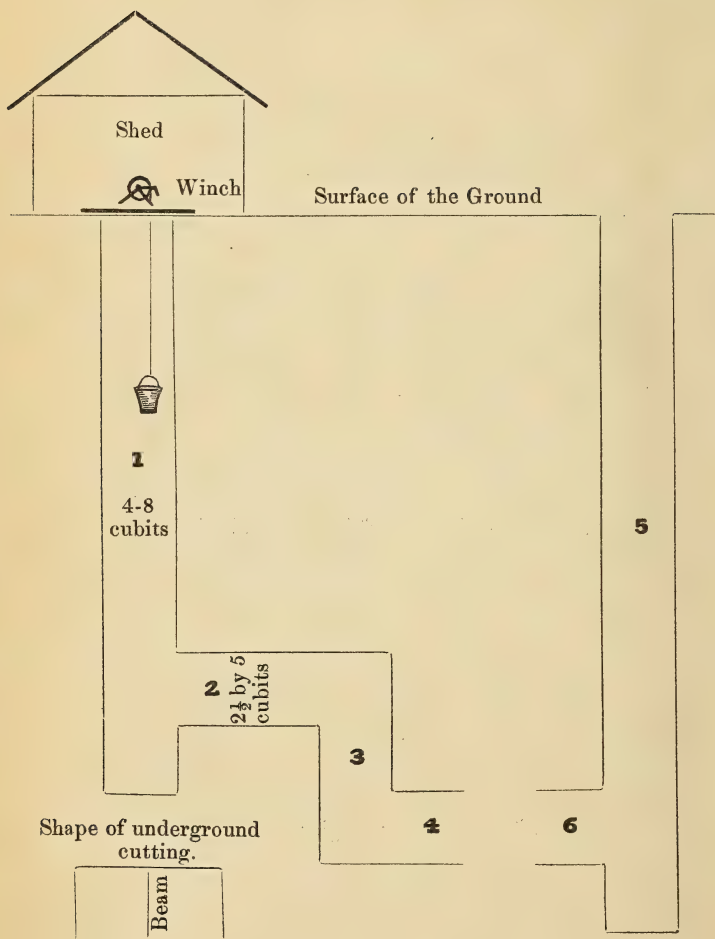 Shed
Winch
Surface of the Ground
1
4-8
cubits
5
2
2½ by 5
cubits
3
4
6
Shape of underground
cutting.
Beam